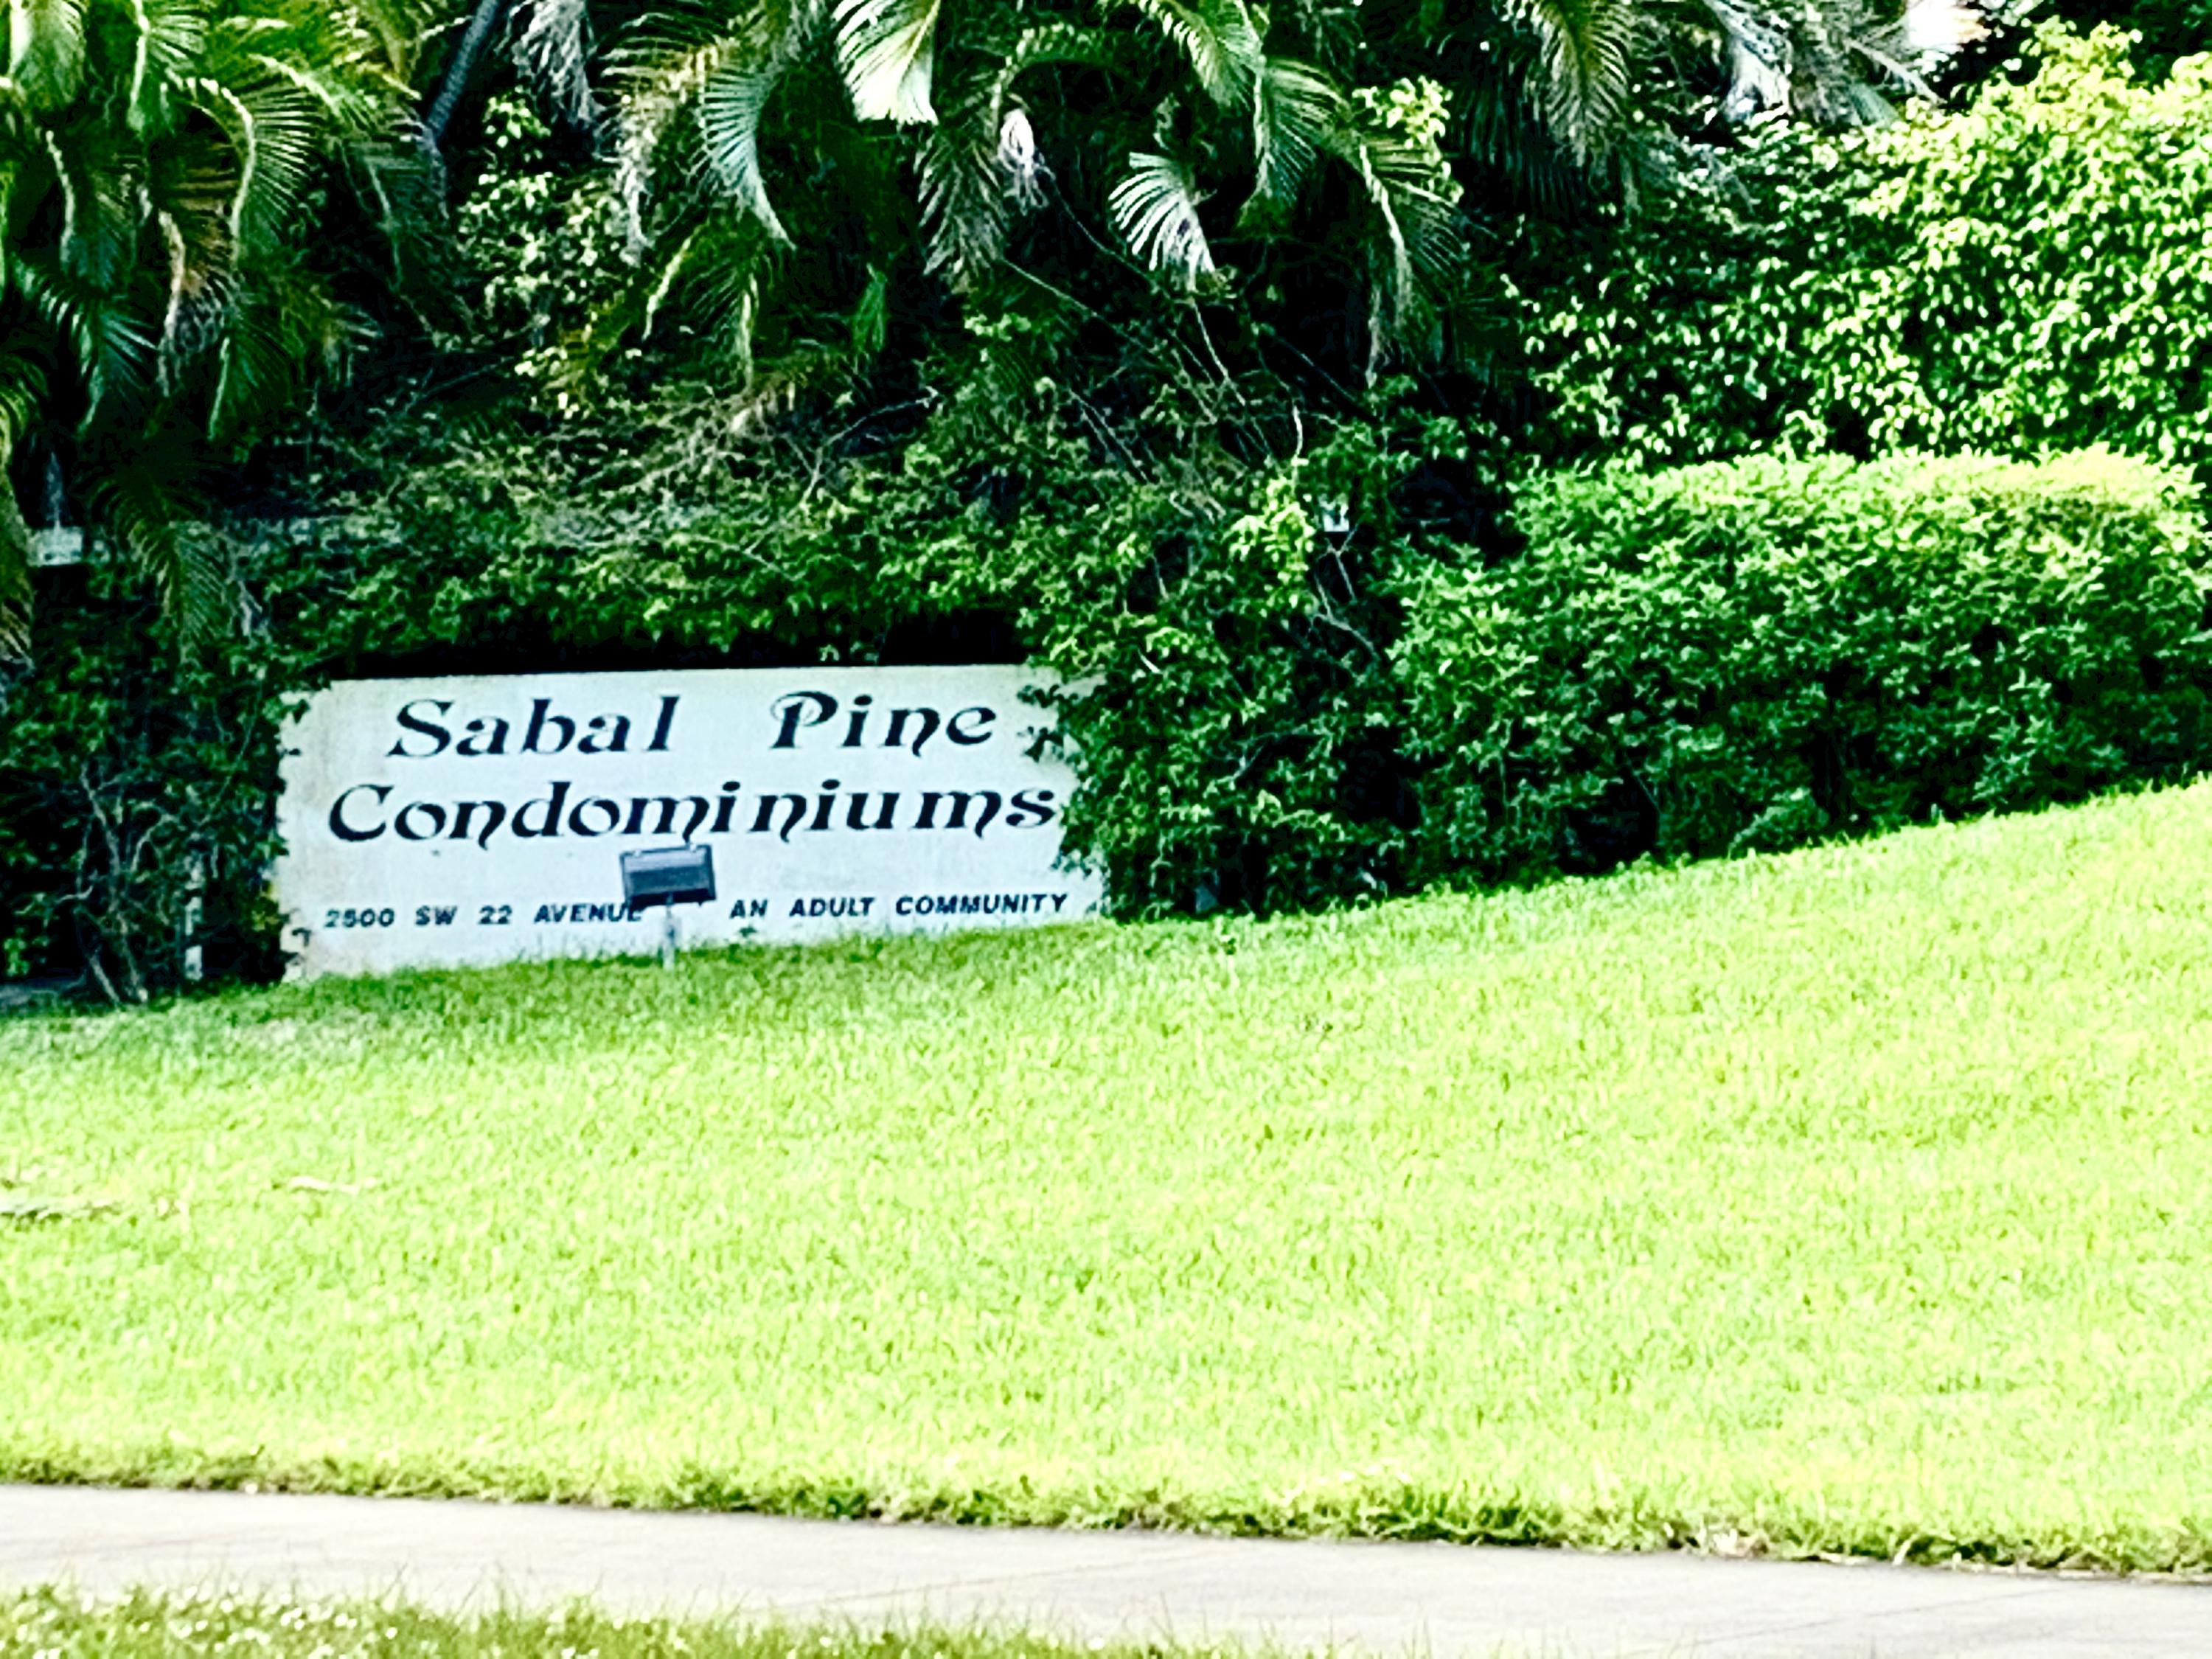 Sabal Pine
Condominiums
2500 SW 22 AVENUE AN ADULT COMMUNITY